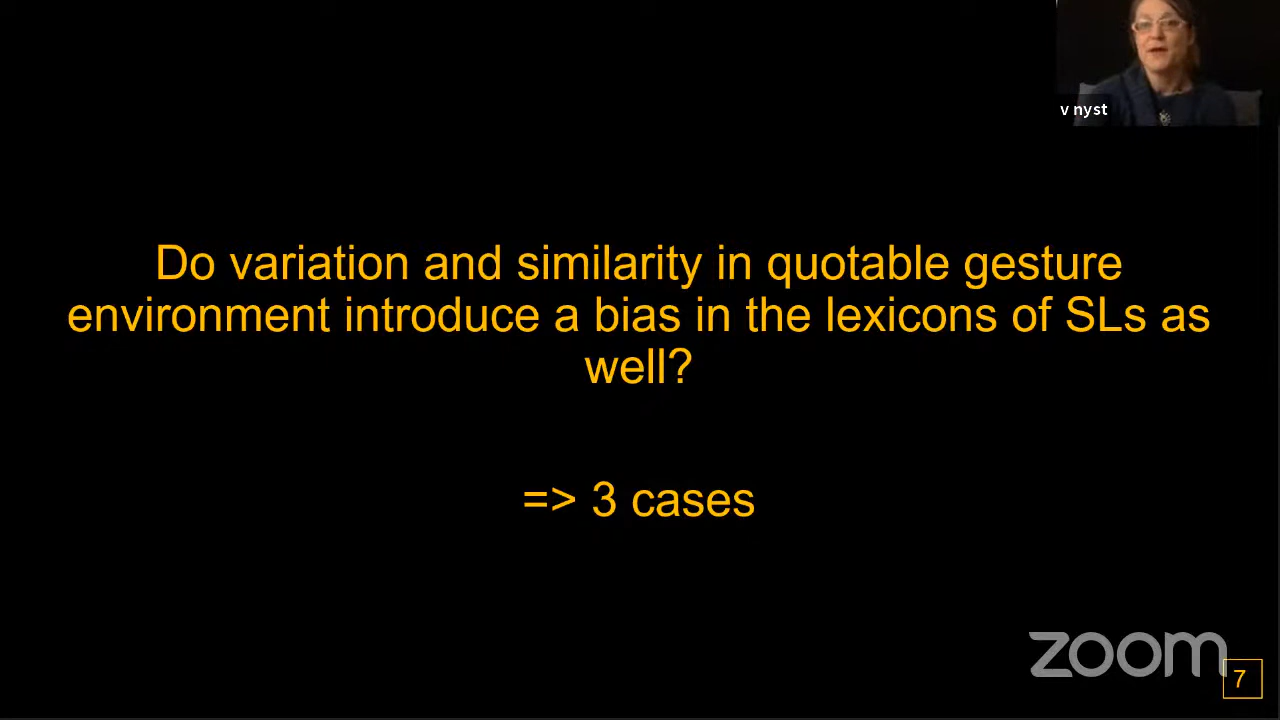 v nyst
Do variation and similarity in quotable gesture
environment introduce a bias in the lexicons of SLs as
well?
=> 3 cases
zoom
7